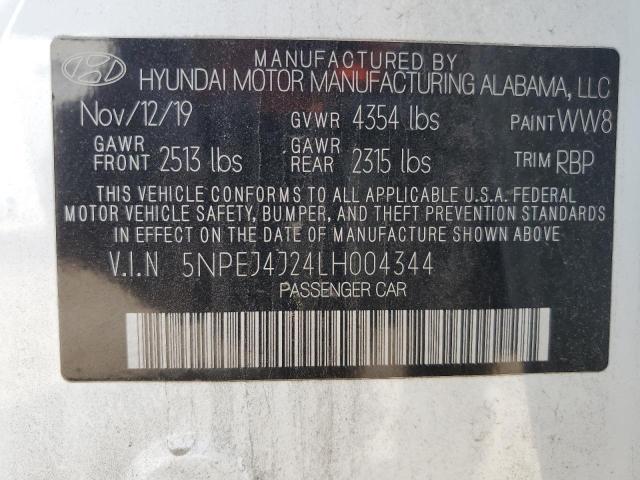 MANUFACTURED BY
HYUNDAI MOTOR MANUFACTURING ALABAMA, LLC
Nov/12/19 GVWR 4354 lbs PAINT WW8
GAWR FRONT 2513 lbs GAWR REAR 2315 lbs TRIM RBP
THIS VEHICLE CONFORMS TO ALL APPLICABLE U.S.A. FEDERAL
MOTOR VEHICLE SAFETY, BUMPER, AND THEFT PREVENTION STANDARDS
IN EFFECT ON THE DATE OF MANUFACTURE SHOWN ABOVE.
V.I.N 5NPEJ4J24LH004344
PASSENGER CAR